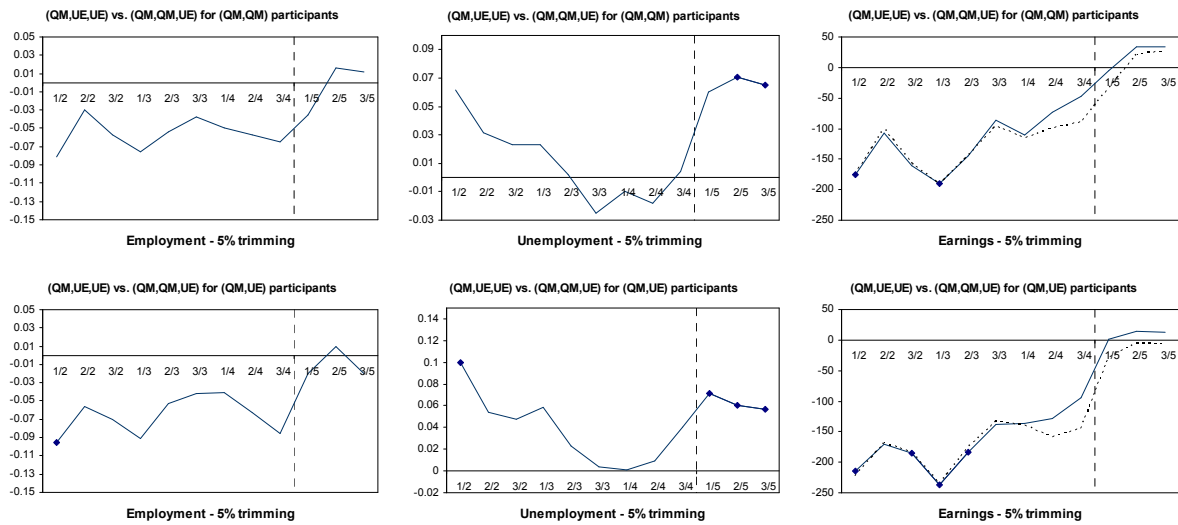 (QM,UE,UE) vs. (QM,QM,UE) for (QM,QM) participants
0.05
0.03
0.01
-0.01
-0.03
-0.05
-0.07
-0.09
-0.11
-0.13
-0.15
1/2 2/2 3/2 1/3 2/3 3/3 1/4 2/4 3/4 1/5 2/5 3/5
Employment - 5% trimming
(QM,UE,UE) vs. (QM,QM,UE) for (QM,QM) participants
0.09
0.07
0.05
0.03
0.01
-0.01
-0.03
1/2 2/2 3/2 1/3 2/3 3/3 1/4 2/4 3/4 1/5 2/5 3/5
Unemployment - 5% trimming
(QM,UE,UE) vs. (QM,QM,UE) for (QM,QM) participants
50
0
-50
-100
-150
-200
-250
1/2 2/2 3/2 1/3 2/3 3/3 1/4 2/4 3/4 1/5 2/5 3/5
Earnings - 5% trimming
(QM,UE,UE) vs. (QM,QM,UE) for (QM,UE) participants
0.05
0.03
0.01
-0.01
-0.03
-0.05
-0.07
-0.09
-0.11
-0.13
-0.15
1/2 2/2 3/2 1/3 2/3 3/3 1/4 2/4 3/4 1/5 2/5 3/5
Employment - 5% trimming
(QM,UE,UE) vs. (QM,QM,UE) for (QM,UE) participants
0.14
0.12
0.1
0.08
0.06
0.04
0.02
0
-0.02
1/2 2/2 3/2 1/3 2/3 3/3 1/4 2/4 3/4 1/5 2/5 3/5
Unemployment - 5% trimming
(QM,UE,UE) vs. (QM,QM,UE) for (QM,UE) participants
50
0
-50
-100
-150
-200
-250
1/2 2/2 3/2 1/3 2/3 3/3 1/4 2/4 3/4 1/5 2/5 3/5
Earnings - 5% trimming